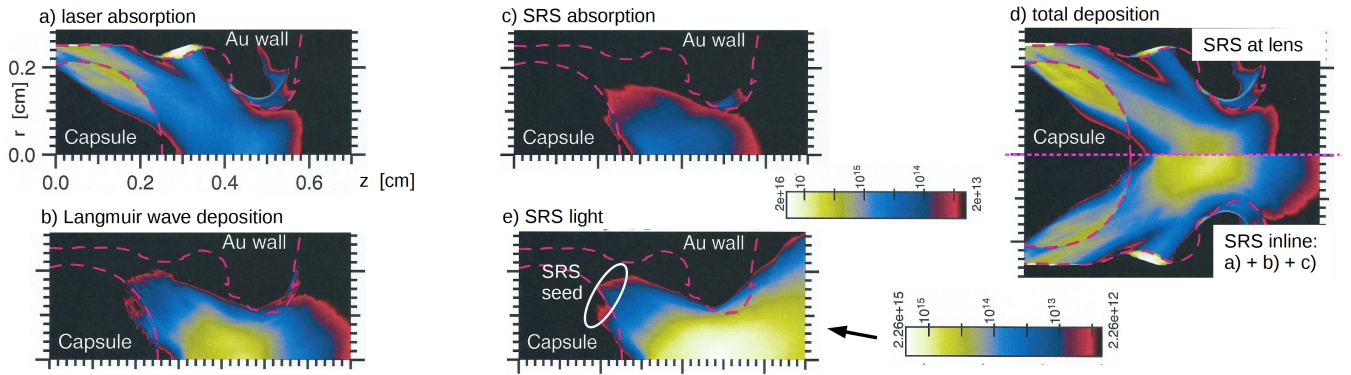 a) laser absorption
Au wall
Capsule
r [cm]
0.2
0.0
0.0
0.2
0.4
0.6
z [cm]
b) Langmuir wave deposition
Au wall
Capsule
c) SRS absorption
Au wall
Capsule
2e+16
10
10¹⁵
10¹⁴
2e+13
e) SRS light
Au wall
SRS
seed
Capsule
2.26e+15
10¹⁵
10¹⁴
10¹³
2.26e+12
d) total deposition
SRS at lens
Capsule
SRS inline:
a) + b) + c)